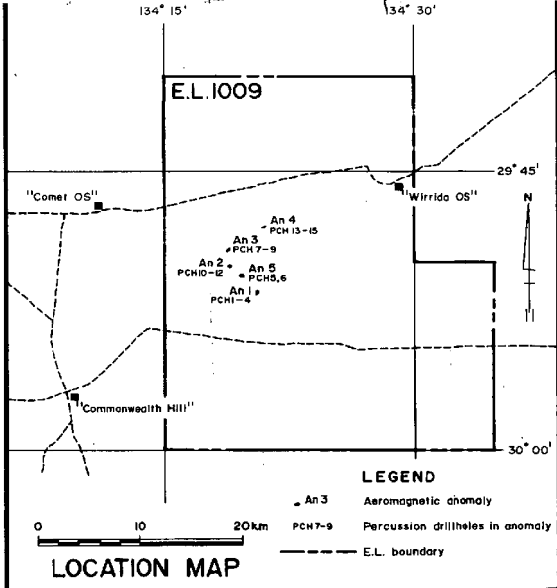 134° 15'
134° 30'
E.L.1009
29° 45'
"Comet OS"
"Wirrida OS"
N
An 4
PCH 13-15
An 3
PCH 7-9
An 2
PCH10-12
An 5
PCH5,6
An 1
PCH1-4
"Commonwealth Hill"
30° 00'
LEGEND
An 3 Aeromagnetic anomaly
PCH 7-9 Percussion drillholes in anomaly
E.L. boundary
0 10 20km
LOCATION MAP